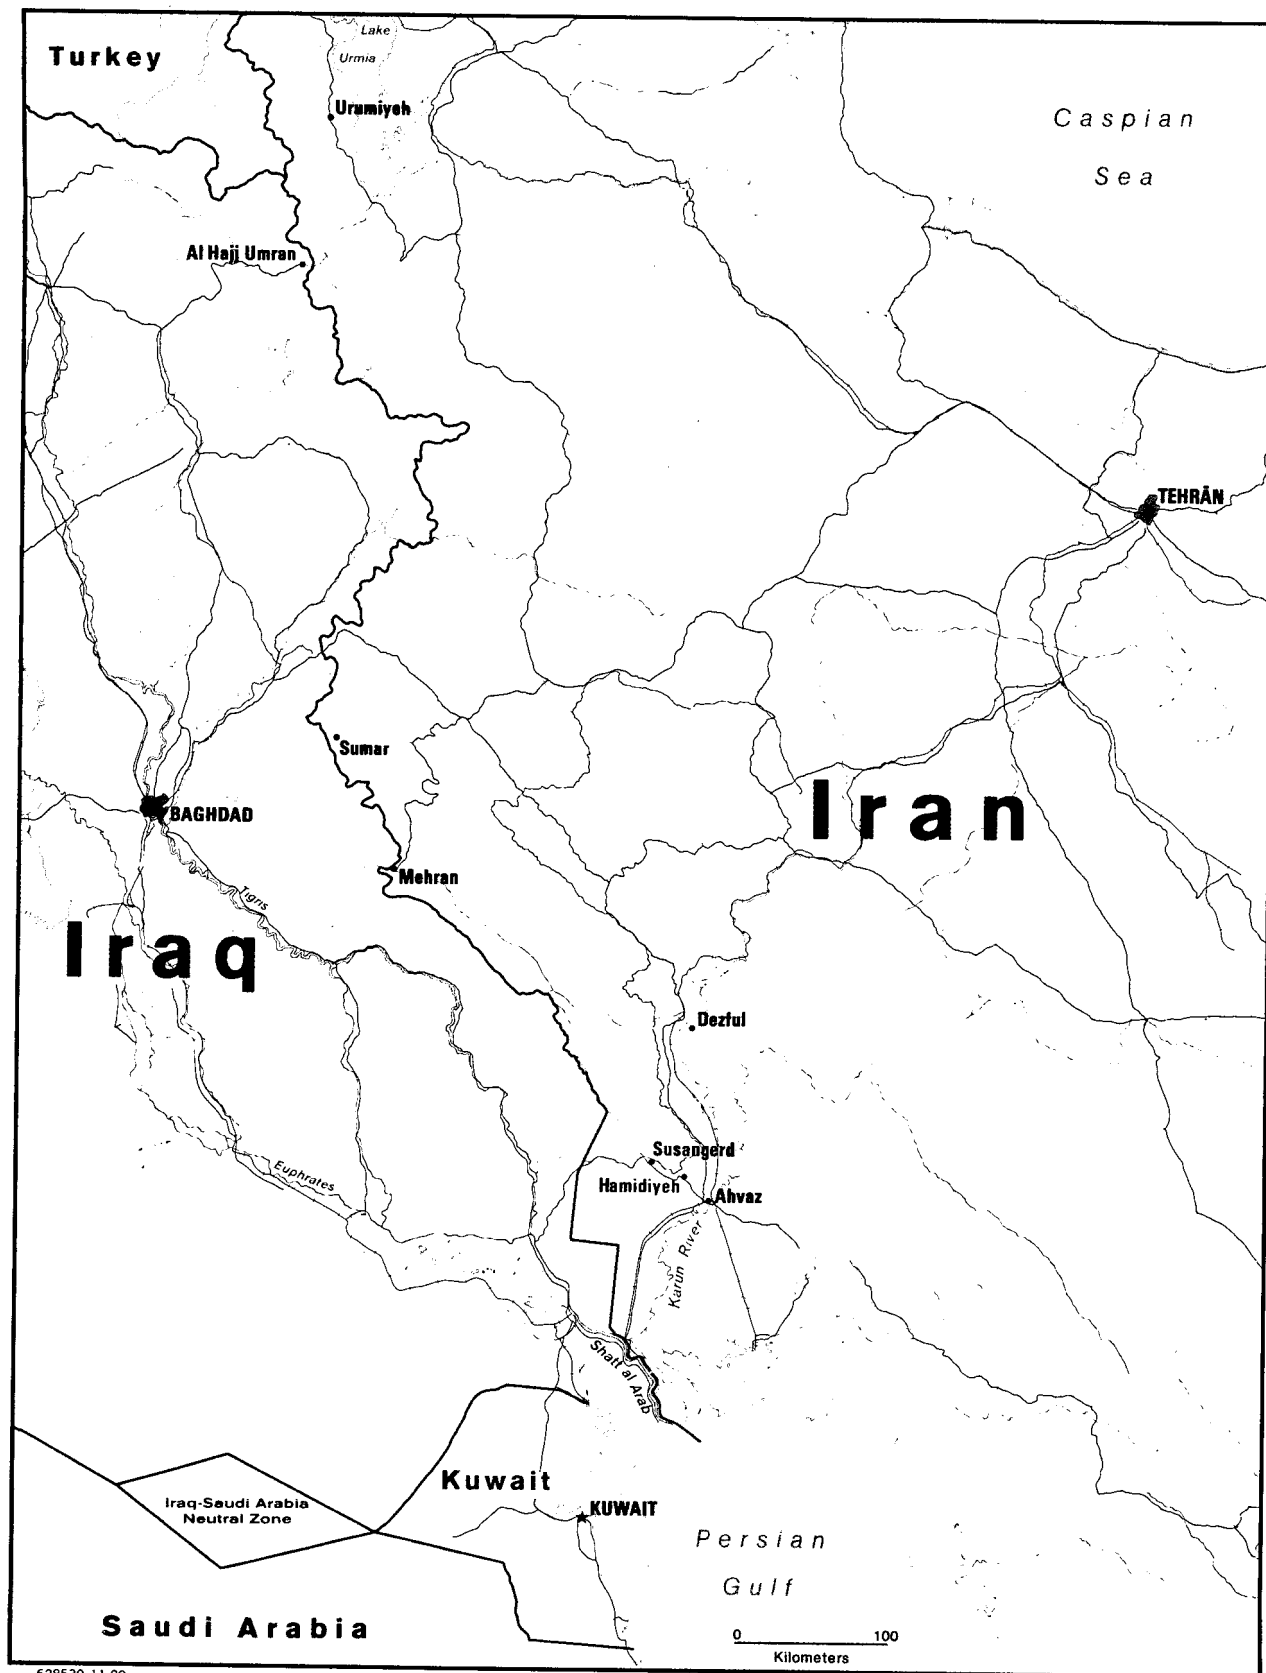 Turkey
Lake
Urmia
Urumiyeh
Caspian
Sea
Al Hajj Umran
TEHRĀN
Sumar
BAGHDAD
Iran
Mehran
Tigris
Iraq
Dezful
Susangerd
Euphrates
Hamidiyeh
Ahvaz
Karun River
Shatt al Arab
Kuwait
Iraq-Saudi Arabia
Neutral Zone
KUWAIT
Persian
Gulf
Saudi Arabia
0 100
Kilometers